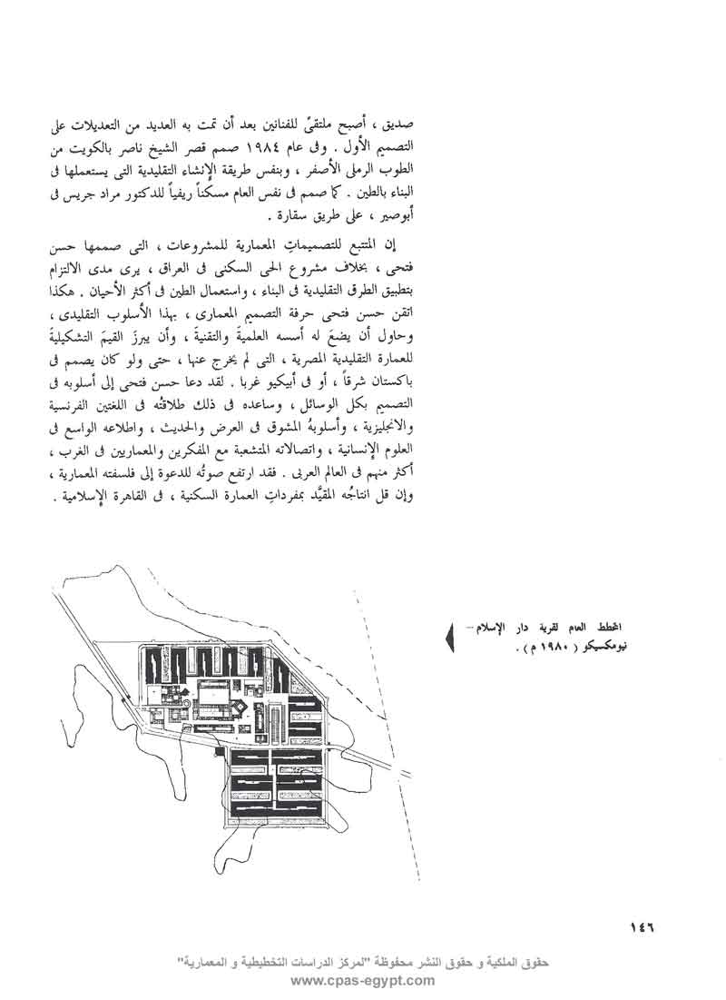 صديق ، أصبح ملتقىً للفنانين بعد أن تمت به العديد من التعديلات على
التصميم الأول . وفى عام ١٩٨٤ صمم قصر الشيخ ناصر بالكويت من
الطوب الرملى الأصفر ، وبنفس طريقة الإنشاء التقليدية التى يستعملها فى
البناء بالطين . كما صمم فى نفس العام مسكناً ريفياً للدكتور مراد جريس فى
أبوصير ، على طريق سقارة .
إن المتتبع للتصميماتِ المعمارية للمشروعات ، التى صممها حسن
فتحى ، بخلاف مشروع الحى السكنى فى العراق ، يرى مدى الالتزام
بتطبيق الطرق التقليدية فى البناء ، واستعمال الطين فى أكثر الأحيان . هكذا
اتقن حسن فتحى حرفة التصميم المعمارى ، بهذا الأسلوب التقليدى ،
وحاول أن يضعَ له أسسه العلميةَ والتقنيةَ ، وأن يبرزَ القيمَ التشكيليةَ
للعمارة التقليدية المصرية ، التى لم يخرج عنها ، حتى ولو كان يصمم فى
باكستان شرقاً ، أو فى أبيكيو غربا . لقد دعا حسن فتحى إلى أسلوبه فى
التصميم بكل الوسائل ، وساعده فى ذلك طلاقتُه فى اللغتين الفرنسية
والانجليزية ، وأسلوبهُ المشوق فى العرض والحديث ، واطلاعه الواسع فى
العلوم الإنسانية ، واتصالاته المتشعبة مع المفكرين والمعماريين فى الغرب ،
أكثر منهم فى العالم العربى . فقد ارتفع صوتُه للدعوة إلى فلسفته المعمارية ،
وإن قل انتاجُه المقيَّد بمفرداتِ العمارة السكنية ، فى القاهرة الإسلامية .
المخطط العام لقرية دار الإسلام –
نيومكسيكو ( ١٩٨٠ م ) .
١٤٦
حقوق الملكية و حقوق النشر محفوظة "لمركز الدراسات التخطيطية و المعمارية"
www.cpas-egypt.com